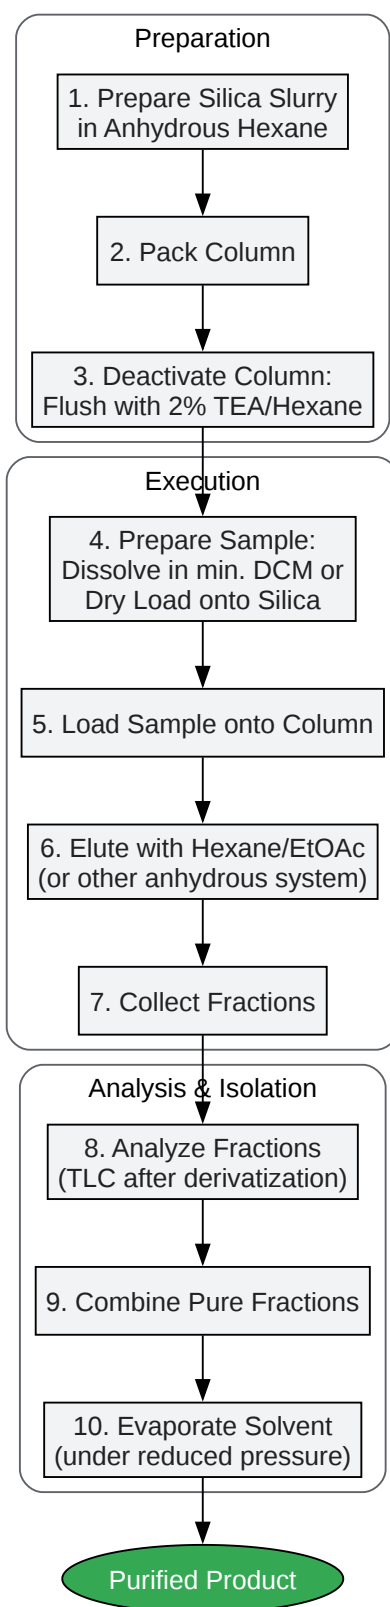 Preparation
1. Prepare Silica Slurry
in Anhydrous Hexane
2. Pack Column
3. Deactivate Column:
Flush with 2% TEA/Hexane
Execution
4. Prepare Sample:
Dissolve in min. DCM or
Dry Load onto Silica
5. Load Sample onto Column
6. Elute with Hexane/EtOAc
(or other anhydrous system)
7. Collect Fractions
Analysis & Isolation
8. Analyze Fractions
(TLC after derivatization)
9. Combine Pure Fractions
10. Evaporate Solvent
(under reduced pressure)
Purified Product